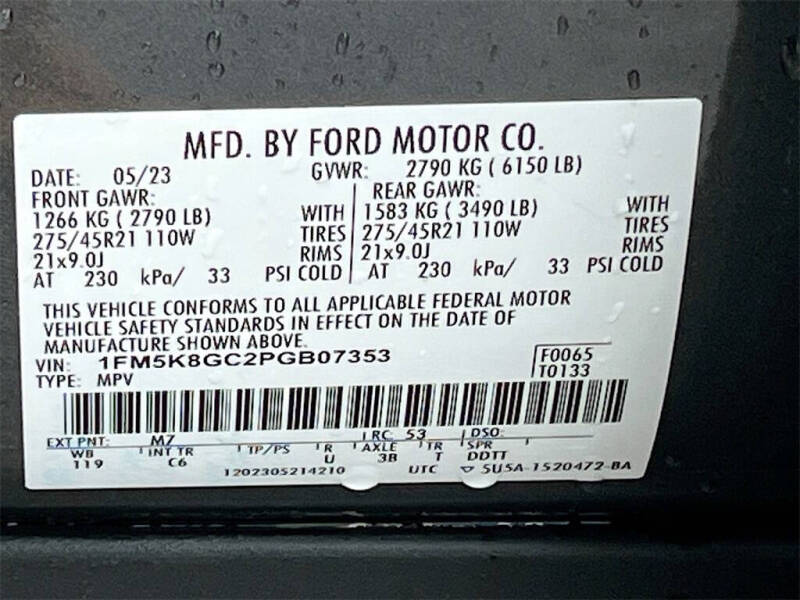 MFD. BY FORD MOTOR CO.
DATE: 05/23 GVWR: 2790 KG ( 6150 LB)
FRONT GAWR: REAR GAWR:
1266 KG ( 2790 LB) WITH 1583 KG ( 3490 LB) WITH
275/45R21 110W TIRES 275/45R21 110W TIRES
21x9.0J RIMS 21x9.0J RIMS
AT 230 kPa/ 33 PSI COLD AT 230 kPa/ 33 PSI COLD
THIS VEHICLE CONFORMS TO ALL APPLICABLE FEDERAL MOTOR
VEHICLE SAFETY STANDARDS IN EFFECT ON THE DATE OF
MANUFACTURE SHOWN ABOVE.
VIN: 1FM5K8GC2PGB07353 F0065
TYPE: MPV T0133
EXT PNT: M7 RC: 53 DSO:
WB INT TR TP/PS R AXLE TR SPR
119 C6 U 3B T DDTT
1202305214210 UTC ▽ 5U5A-1520472-BA